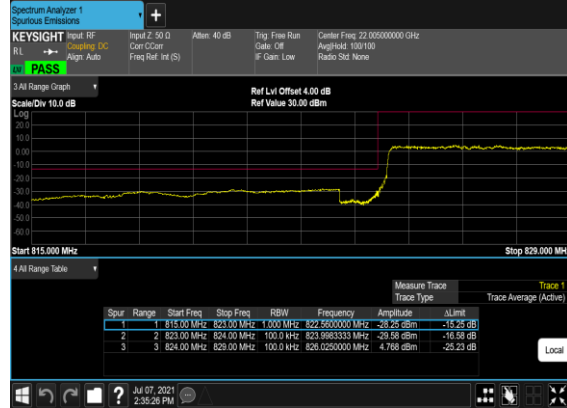 Spectrum Analyzer 1
Spurious Emissions
KEYSIGHT Input: RF Input Z: 50 Ω Atten: 40 dB Trig: Free Run Center Freq: 22.005000000 GHz
RL Coupling: DC Corr CCorr Gate: Off Avg|Hold: 100/100
Align: Auto Freq Ref: Int (S) IF Gain: Low Radio Std: None
PASS
3 All Range Graph
Ref Lvl Offset 4.00 dB
Scale/Div 10.0 dB Ref Value 30.00 dBm
Log
20.0
10.0
0.00
-10.0
-20.0
-30.0
-40.0
-50.0
-60.0
Start 815.000 MHz Stop 829.000 MH
4 All Range Table
Measure Trace Trace 1
Trace Type Trace Average (Active)
Spur Range Start Freq Stop Freq RBW Frequency Amplitude ΔLimit
1 1 815.00 MHz 823.00 MHz 1.000 MHz 822.5600000 MHz -28.25 dBm -15.25 dB
2 2 823.00 MHz 824.00 MHz 100.0 kHz 823.9983333 MHz -29.58 dBm -16.58 dB
3 3 824.00 MHz 829.00 MHz 100.0 kHz 826.0250000 MHz 4.768 dBm -25.23 dB
Local
? Jul 07, 2021
2:35:26 PM